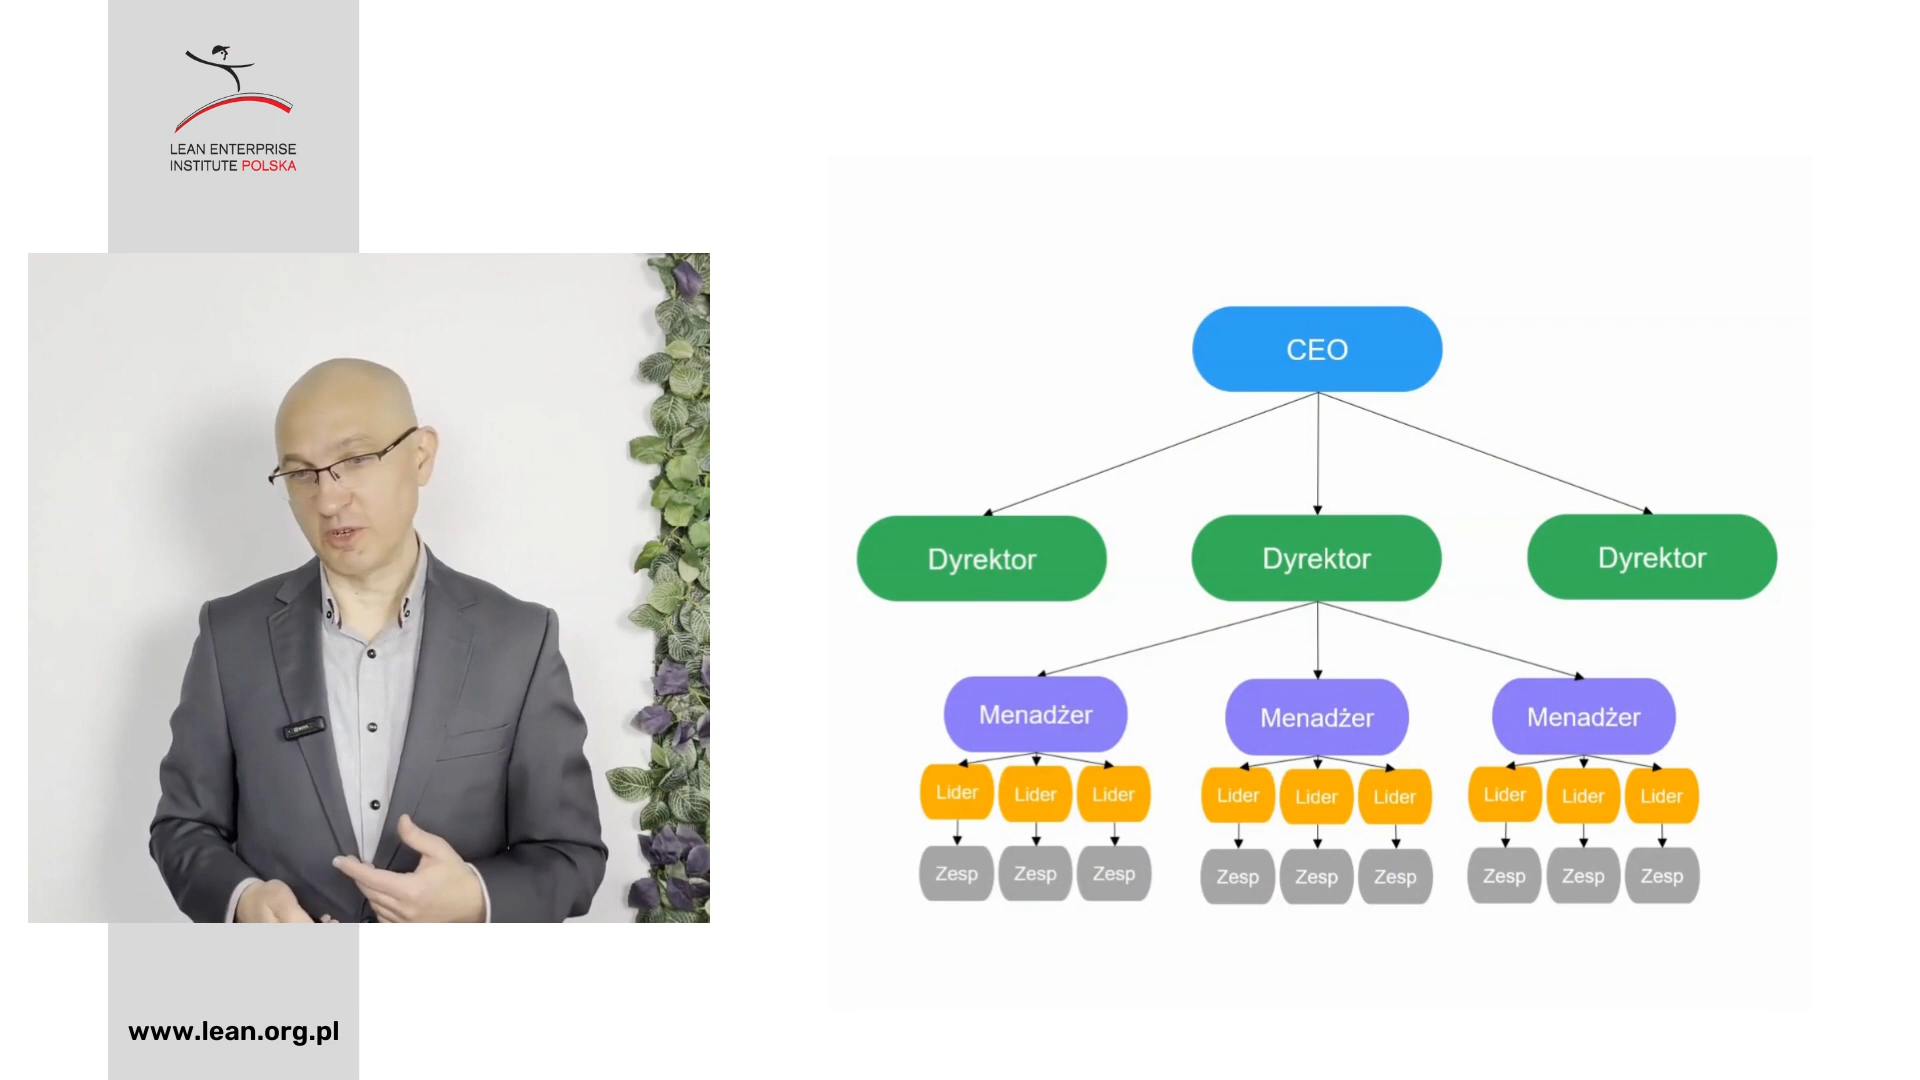 LEAN ENTERPRISE
INSTITUTE POLSKA
CEO
Dyrektor Dyrektor Dyrektor
Menadżer Menadżer Menadżer
Lider Lider Lider Lider Lider Lider Lider Lider Lider
Zesp Zesp Zesp Zesp Zesp Zesp Zesp Zesp Zesp
www.lean.org.pl